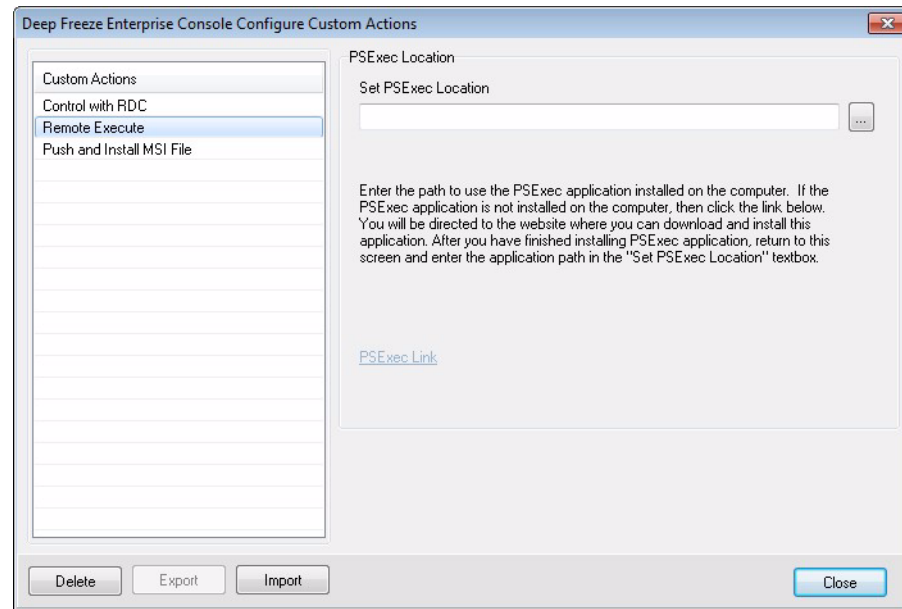 Deep Freeze Enterprise Console Configure Custom Actions
Custom Actions
Control with RDC
Remote Execute
Push and Install MSI File
PSExec Location
Set PSExec Location
...
Enter the path to use the PSExec application installed on the computer. If the
PSExec application is not installed on the computer, then click the link below.
You will be directed to the website where you can download and install this
application. After you have finished installing PSExec application, return to this
screen and enter the application path in the "Set PSExec Location" textbox.
PSExec Link
Delete
Export
Import
Close